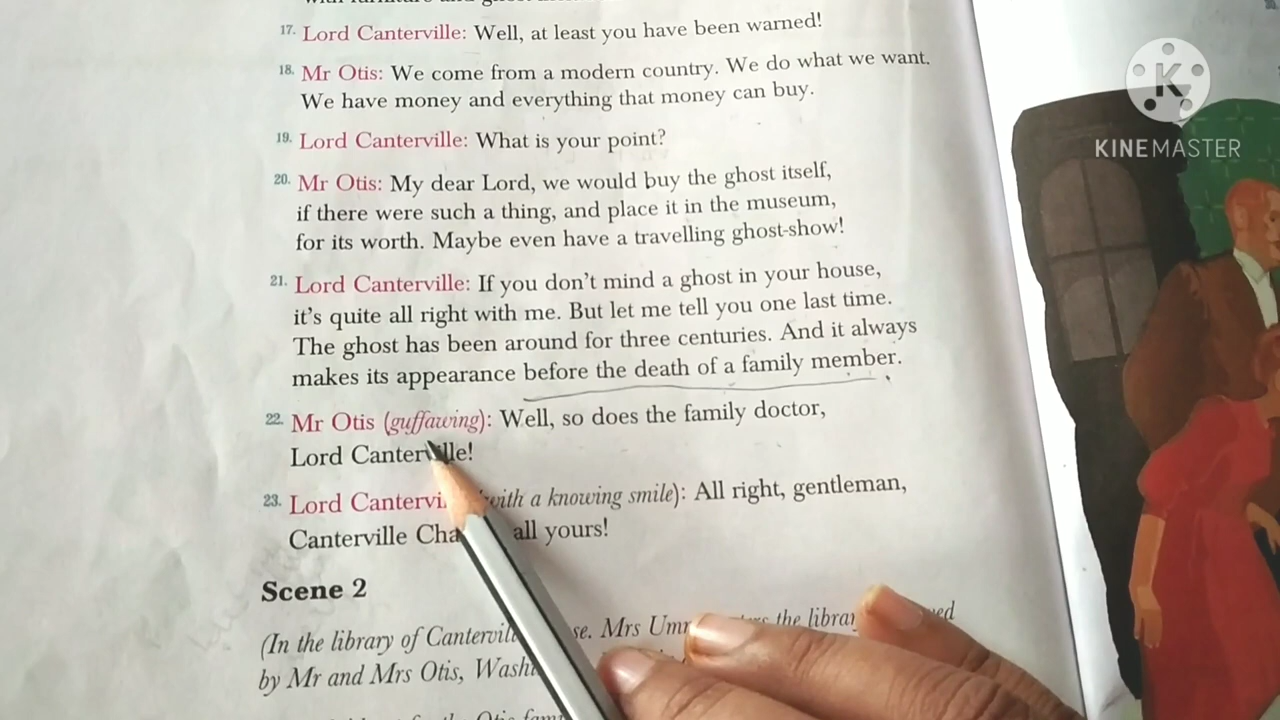 17. Lord Canterville: Well, at least you have been warned!
18. Mr Otis: We come from a modern country. We do what we want.
We have money and everything that money can buy.
19. Lord Canterville: What is your point?
20. Mr Otis: My dear Lord, we would buy the ghost itself,
if there were such a thing, and place it in the museum,
for its worth. Maybe even have a travelling ghost-show!
21. Lord Canterville: If you don't mind a ghost in your house,
it's quite all right with me. But let me tell you one last time.
The ghost has been around for three centuries. And it always
makes its appearance before the death of a family member.
22. Mr Otis (guffawing): Well, so does the family doctor,
Lord Canterville!
23. Lord Cantervi with a knowing smile): All right, gentleman,
Canterville Cha all yours!
Scene 2
(In the library of Cantervill se. Mrs Umn the library
by Mr and Mrs Otis, Wash
KINEMASTER